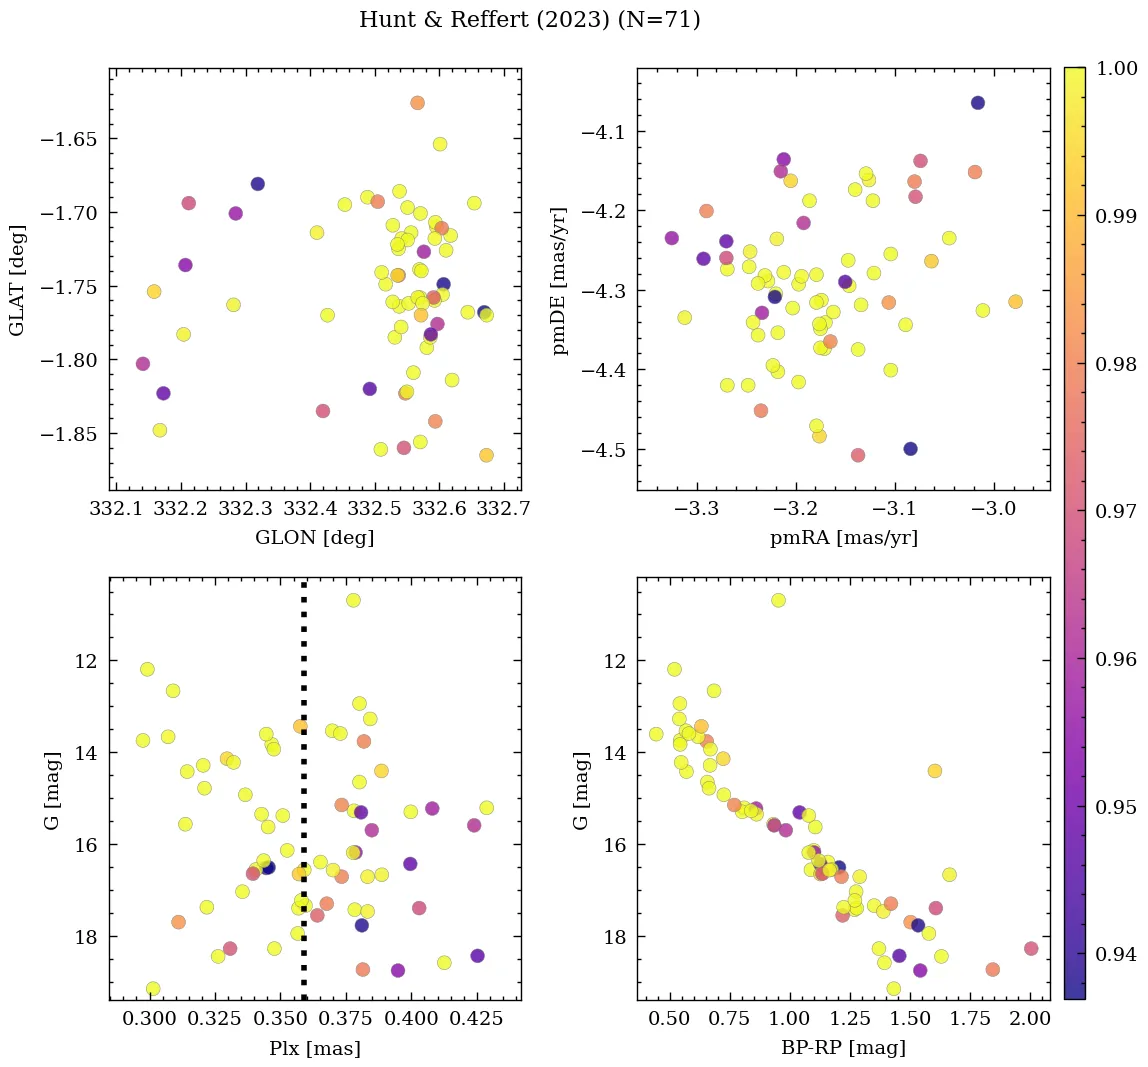 Hunt & Reffert (2023) (N=71)
−1.65
−1.70
−1.75
−1.80
−1.85
GLAT [deg]
332.1 332.2 332.3 332.4 332.5 332.6 332.7
GLON [deg]
−4.1
−4.2
−4.3
−4.4
−4.5
pmDE [mas/yr]
−3.3 −3.2 −3.1 −3.0
pmRA [mas/yr]
12
14
16
18
G [mag]
0.300 0.325 0.350 0.375 0.400 0.425
Plx [mas]
12
14
16
18
G [mag]
0.50 0.75 1.00 1.25 1.50 1.75 2.00
BP-RP [mag]
1.00
0.99
0.98
0.97
0.96
0.95
0.94